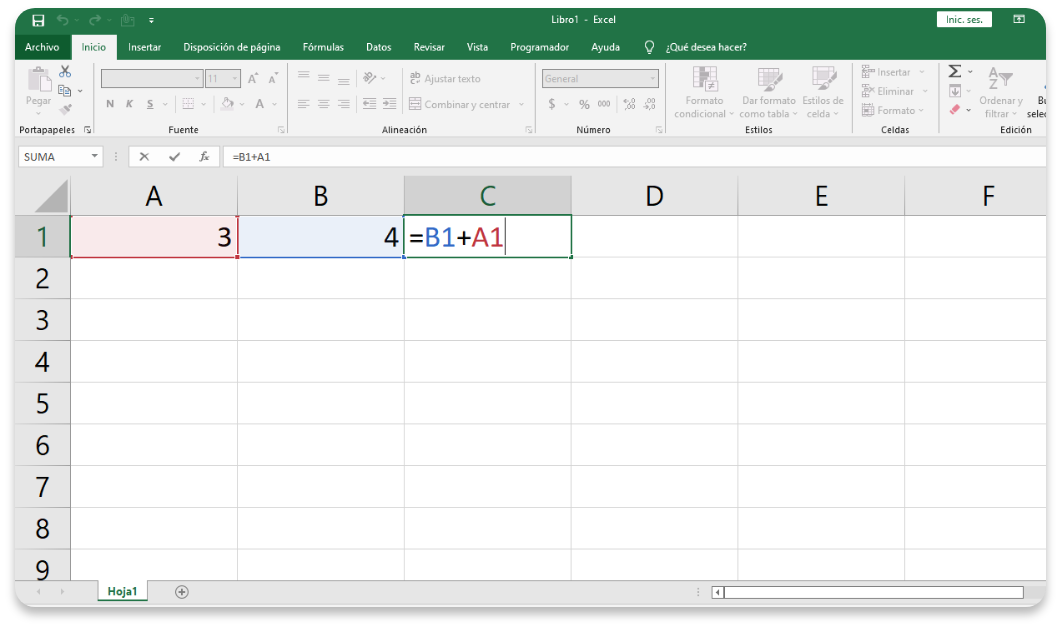 Libro1 - Excel
Inic. ses.
Archivo Inicio Insertar Disposición de página Fórmulas Datos Revisar Vista Programador Ayuda ¿Qué desea hacer?
Pegar
Portapapeles
11
N K S
A
Fuente
Ajustar texto
Combinar y centrar
Alineación
General
$ % 000
Número
Formato condicional
Dar formato como tabla
Estilos de celda
Estilos
Insertar
Eliminar
Formato
Celdas
Σ
Ordenar y filtrar
Edición
SUMA fx =B1+A1
A B C D E F
1 3 4 =B1+A1
2
3
4
5
6
7
8
9
Hoja1